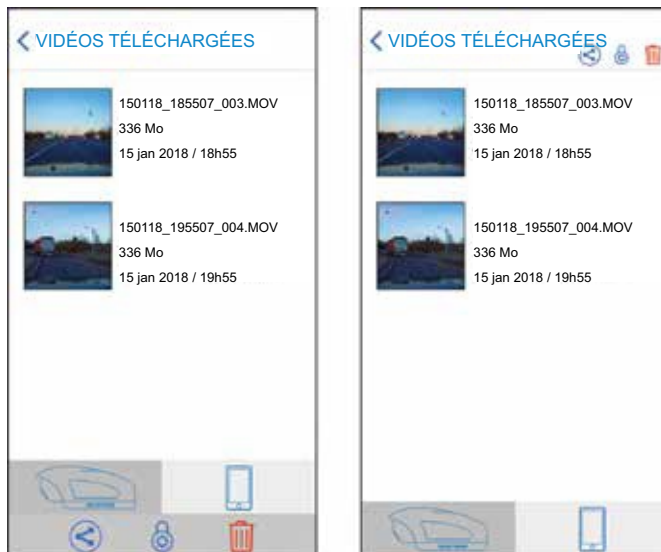 VIDÉOS TÉLÉCHARGÉES
150118_185507_003.MOV
336 Mo
15 jan 2018 / 18h55
150118_195507_004.MOV
336 Mo
15 jan 2018 / 19h55
VIDÉOS TÉLÉCHARGÉES
150118_185507_003.MOV
336 Mo
15 jan 2018 / 18h55
150118_195507_004.MOV
336 Mo
15 jan 2018 / 19h55